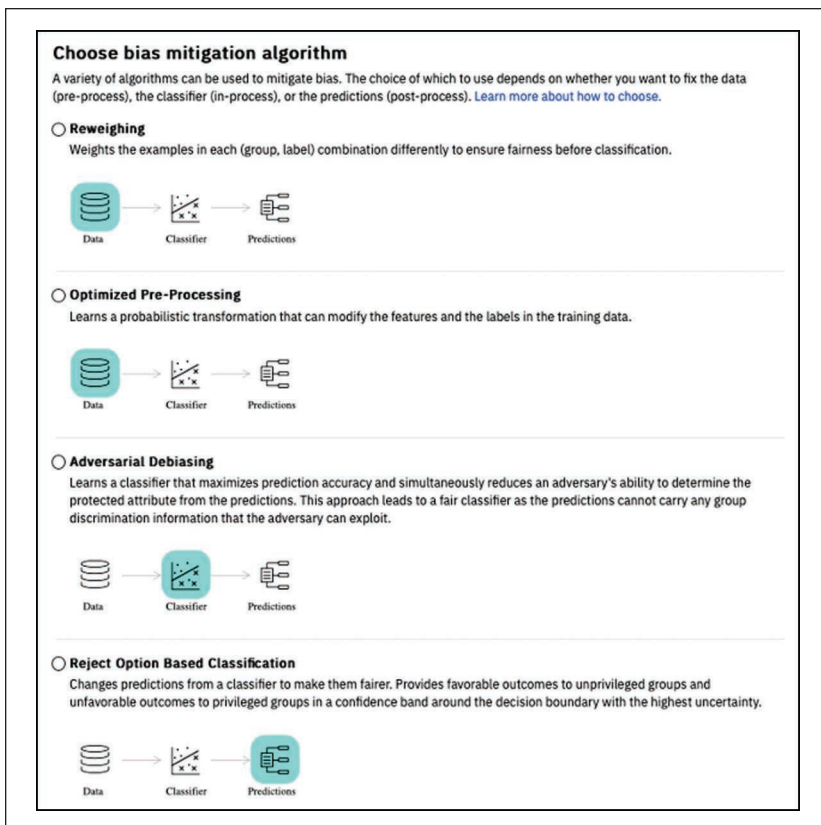 Choose bias mitigation algorithm
A variety of algorithms can be used to mitigate bias. The choice of which to use depends on whether you want to fix the data
(pre-process), the classifier (in-process), or the predictions (post-process). Learn more about how to choose.
Reweighing
Weights the examples in each (group, label) combination differently to ensure fairness before classification.
Data Classifier Predictions
Optimized Pre-Processing
Learns a probabilistic transformation that can modify the features and the labels in the training data.
Data Classifier Predictions
Adversarial Debiasing
Learns a classifier that maximizes prediction accuracy and simultaneously reduces an adversary's ability to determine the
protected attribute from the predictions. This approach leads to a fair classifier as the predictions cannot carry any group
discrimination information that the adversary can exploit.
Data Classifier Predictions
Reject Option Based Classification
Changes predictions from a classifier to make them fairer. Provides favorable outcomes to unprivileged groups and
unfavorable outcomes to privileged groups in a confidence band around the decision boundary with the highest uncertainty.
Data Classifier Predictions